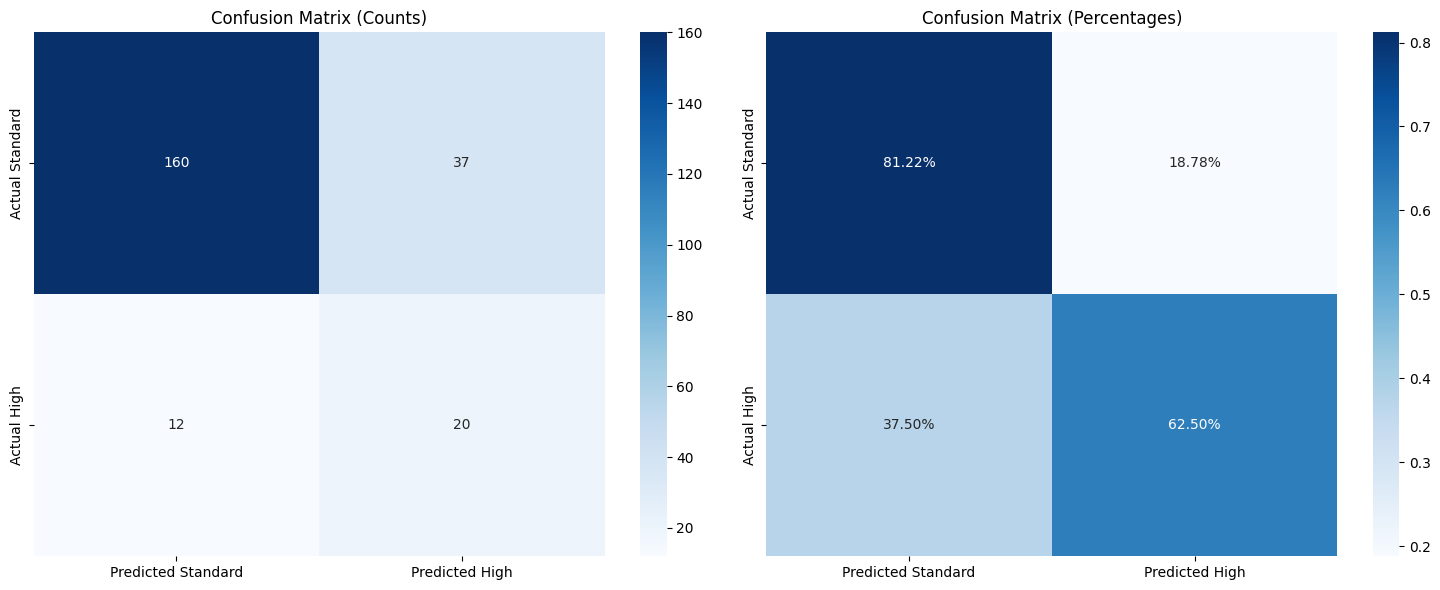 Confusion Matrix (Counts)
Actual Standard
Actual High
160
37
12
20
Predicted Standard
Predicted High
160
140
120
100
80
60
40
20
Confusion Matrix (Percentages)
Actual Standard
Actual High
81.22%
18.78%
37.50%
62.50%
Predicted Standard
Predicted High
0.8
0.7
0.6
0.5
0.4
0.3
0.2